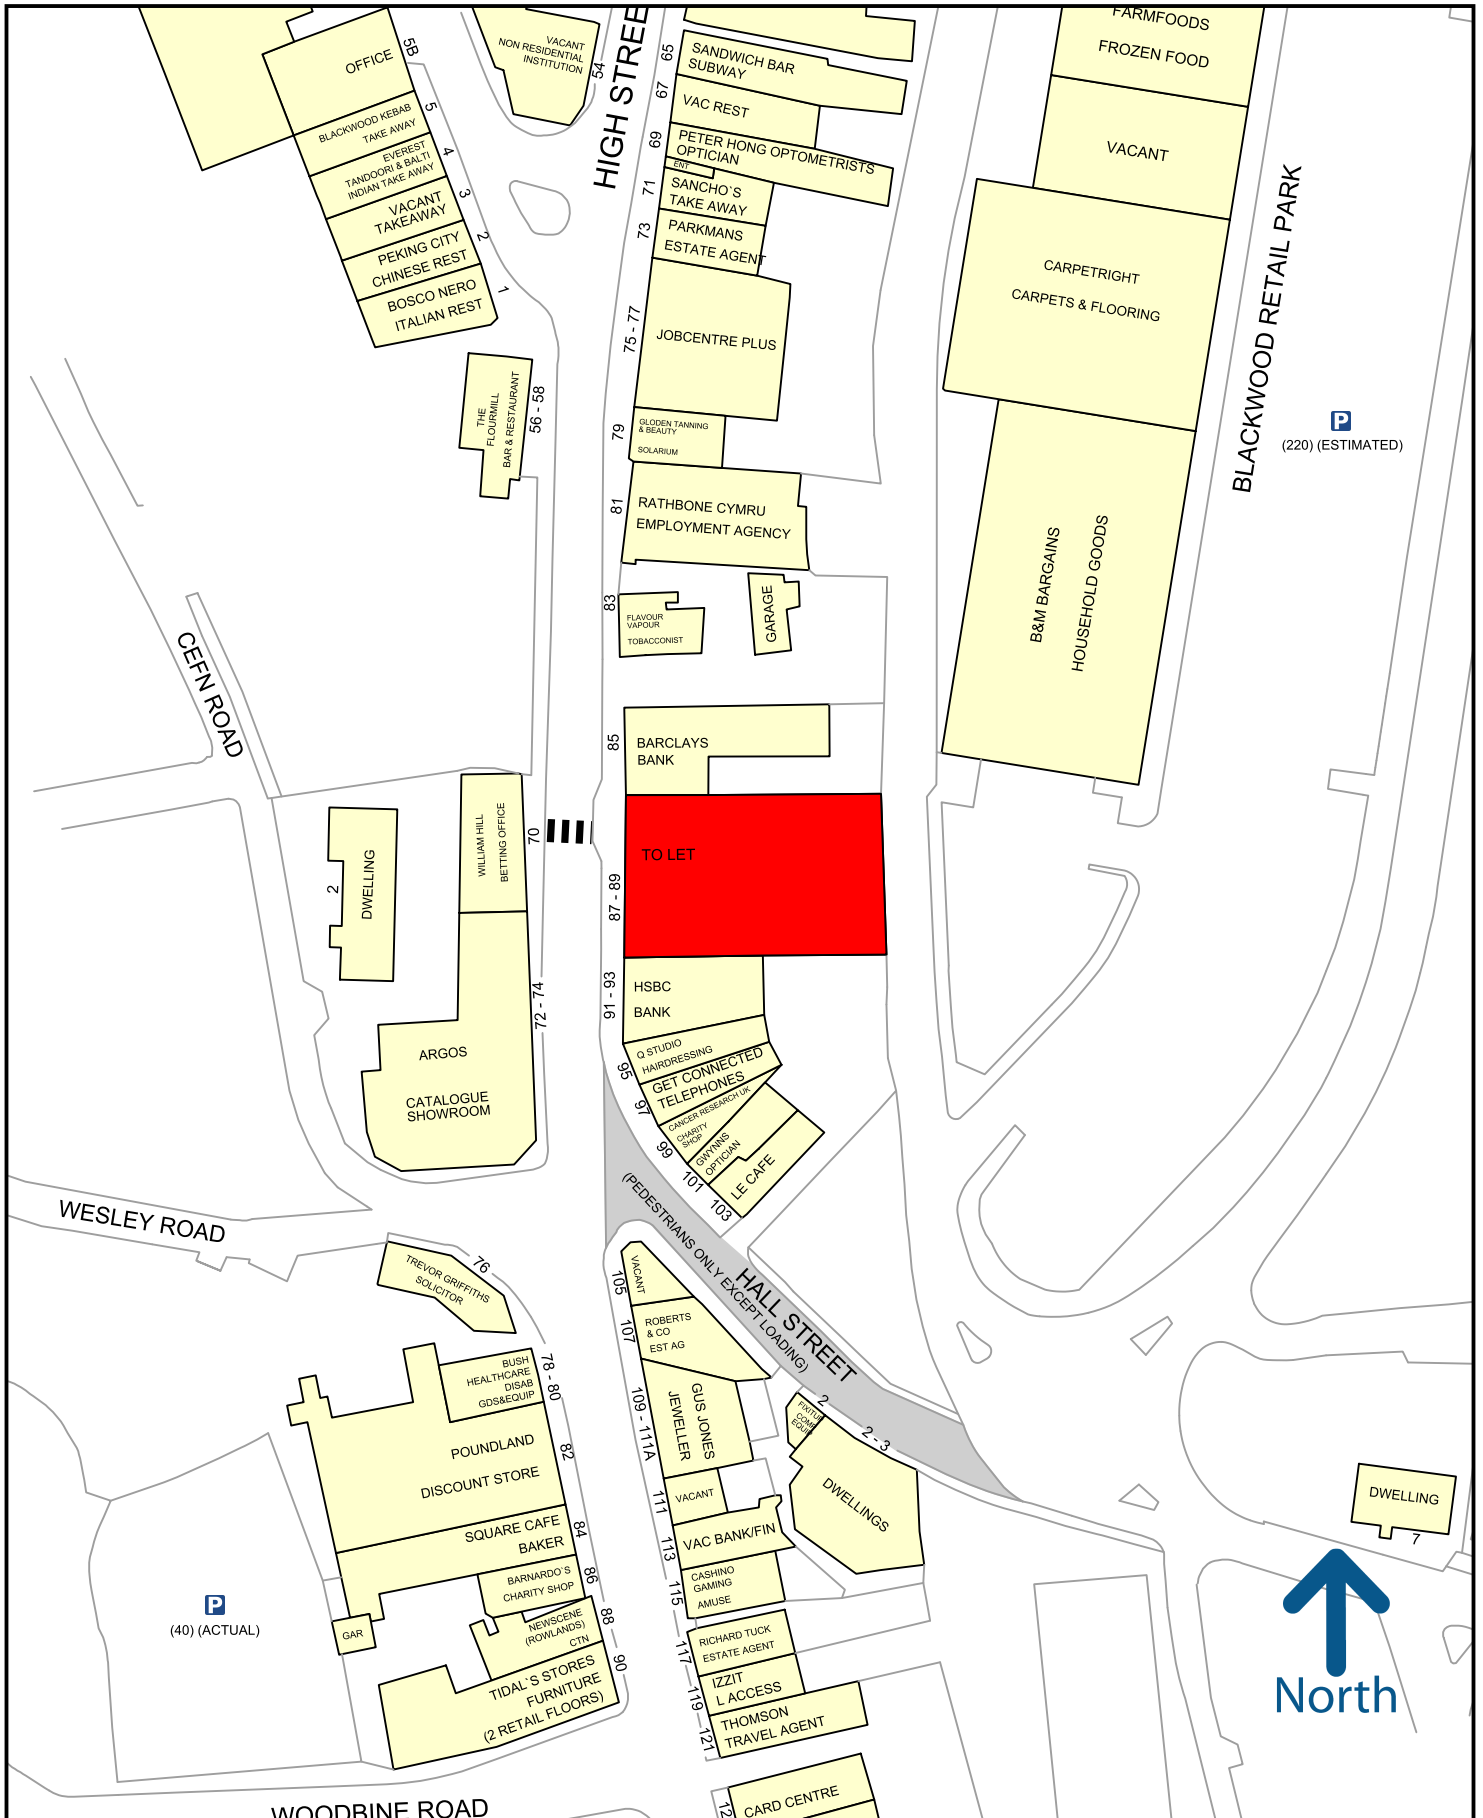 OFFICE
5B
BLACKWOOD KEBAB
TAKE AWAY
5
EVEREST
TANDOORI & BALTI
INDIAN TAKE AWAY
4
VACANT
TAKEAWAY
3
PEKING CITY
CHINESE REST
2
BOSCO NERO
ITALIAN REST
1
VACANT
NON RESIDENTIAL
INSTITUTION
54
HIGH STREE
65
SANDWICH BAR
SUBWAY
67
VAC REST
69
PETER HONG OPTOMETRISTS
OPTICIAN
ENT
71
SANCHO`S
TAKE AWAY
73
PARKMANS
ESTATE AGENT
75 - 77
JOBCENTRE PLUS
79
GLODEN TANNING
& BEAUTY
SOLARIUM
81
RATHBONE CYMRU
EMPLOYMENT AGENCY
83
FLAVOUR
VAPOUR
TOBACCONIST
GARAGE
THE
FLOURMILL
BAR & RESTAURANT
56 - 58
FARMFOODS
FROZEN FOOD
VACANT
CARPETRIGHT
CARPETS & FLOORING
B&M BARGAINS
HOUSEHOLD GOODS
BLACKWOOD RETAIL PARK
P
(220) (ESTIMATED)
CEFN ROAD
85
BARCLAYS
BANK
WILLIAM HILL
BETTING OFFICE
70
2
DWELLING
TO LET
87 - 89
72 - 74
ARGOS
CATALOGUE
SHOWROOM
91 - 93
HSBC
BANK
95
Q STUDIO
HAIRDRESSING
97
GET CONNECTED
TELEPHONES
99
CANCER RESEARCH UK
CHARITY
SHOP
101
GWYNNS
OPTICIAN
103
LE CAFE
WESLEY ROAD
(PEDESTRIANS ONLY EXCEPT LOADING)
HALL STREET
76
TREVOR GRIFFITHS
SOLICITOR
105
VACANT
107
ROBERTS
& CO
EST AG
78 - 80
BUSH
HEALTHCARE
DISAB
GDS&EQUIP
109 - 111A
GUS JONES
JEWELLER
2
FIXITUP
COMP
EQUIP
2 - 3
DWELLINGS
82
POUNDLAND
DISCOUNT STORE
111
VACANT
84
SQUARE CAFE
BAKER
113
VAC BANK/FIN
86
BARNARDO`S
CHARITY SHOP
115
CASHINO
GAMING
AMUSE
88
NEWSCENE
(ROWLANDS)
CTN
GAR
117
RICHARD TUCK
ESTATE AGENT
90
TIDAL`S STORES
FURNITURE
(2 RETAIL FLOORS)
119
IZZIT
L ACCESS
121
THOMSON
TRAVEL AGENT
12
CARD CENTRE
P
(40) (ACTUAL)
DWELLING
7
North
WOODBINE ROAD